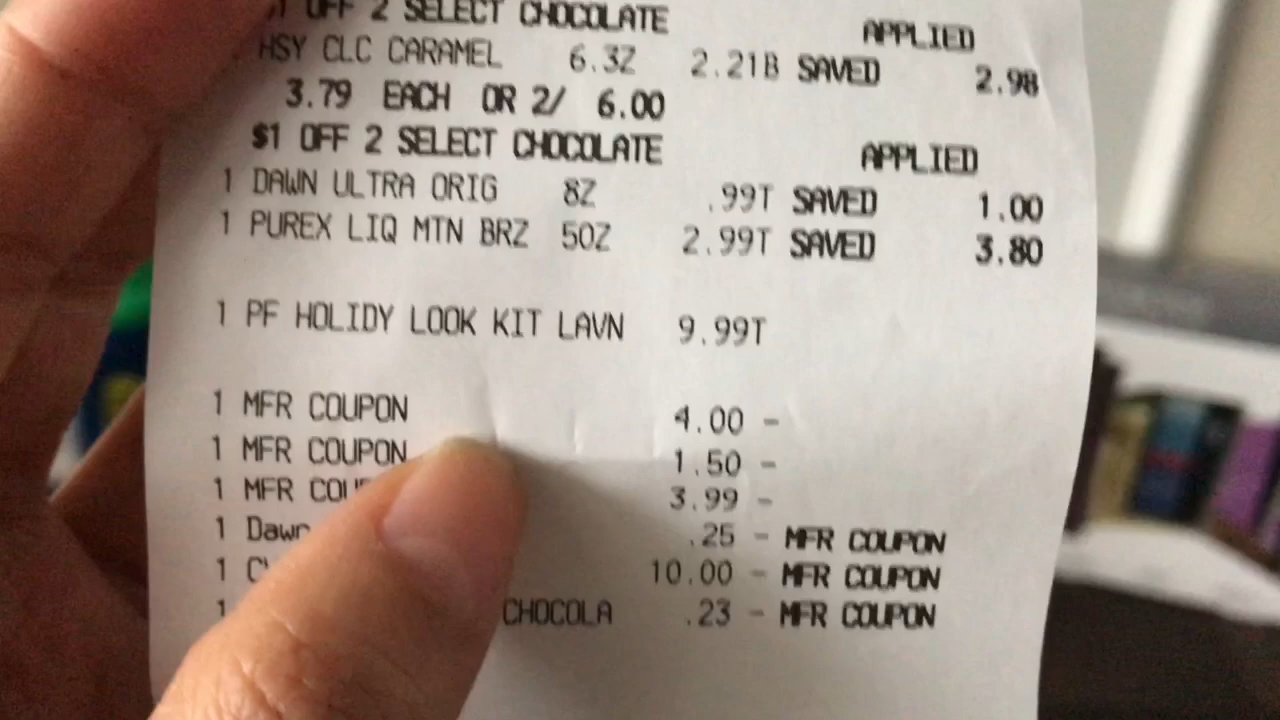 $1 OFF 2 SELECT CHOCOLATE APPLIED
HSY CLC CARAMEL 6.3Z 2.21B SAVED 2.98
3.79 EACH OR 2/ 6.00
$1 OFF 2 SELECT CHOCOLATE APPLIED
1 DAWN ULTRA ORIG 8Z .99T SAVED 1.00
1 PUREX LIQ MTN BRZ 50Z 2.99T SAVED 3.80
1 PF HOLIDY LOOK KIT LAVN 9.99T
1 MFR COUPON 4.00 -
1 MFR COUPON 1.50 -
1 MFR 3.99 -
1 Dawn .25 - MFR COUPON
1 10.00 - MFR COUPON
1 CHOCOLA .23 - MFR COUPON